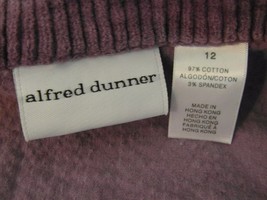 alfred dunner
12
97% COTTON
ALGODÓN/COTON
3% SPANDEX
MADE IN
HONG KONG
HECHO EN
HONG KONG
FABRIQUÉ À
HONG KONG